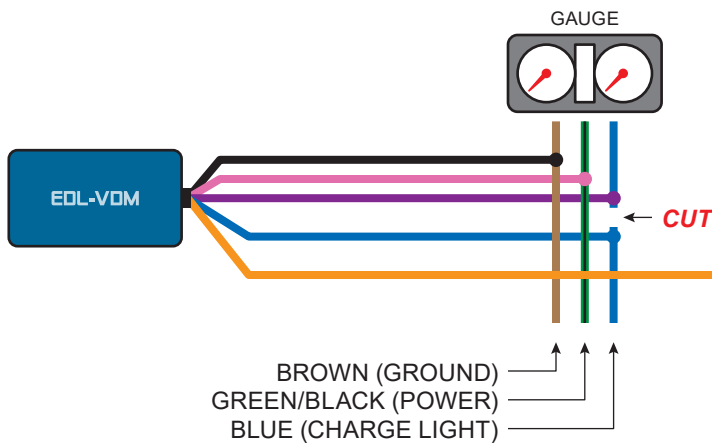 GAUGE
EDL-VDM
CUT
BROWN (GROUND)
GREEN/BLACK (POWER)
BLUE (CHARGE LIGHT)